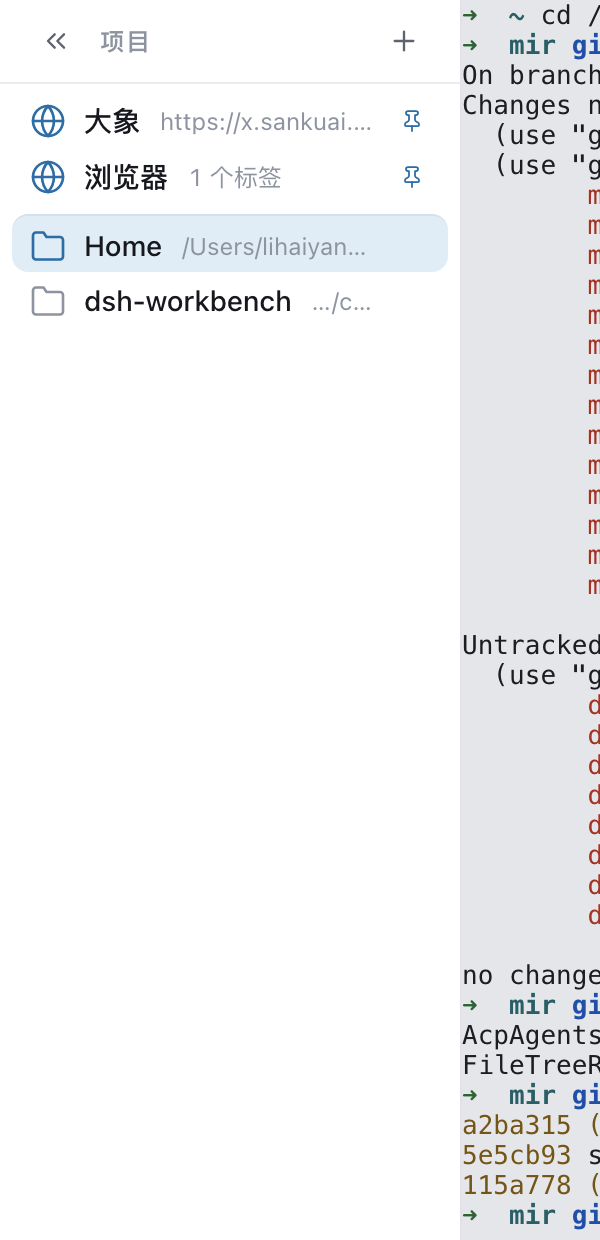 项目
大象 https://x.sankuai....
浏览器 1 个标签
Home /Users/lihaiyan...
dsh-workbench .../c...
➜ ~ cd /
➜ mir gi
On branch
Changes n
(use "g
(use "g
m
m
m
m
m
m
m
m
m
m
m
m
m
m
Untracked
(use "g
d
d
d
d
d
d
d
d
no change
➜ mir gi
AcpAgents
FileTreeR
➜ mir gi
a2ba315 (
5e5cb93 s
115a778 (
➜ mir gi